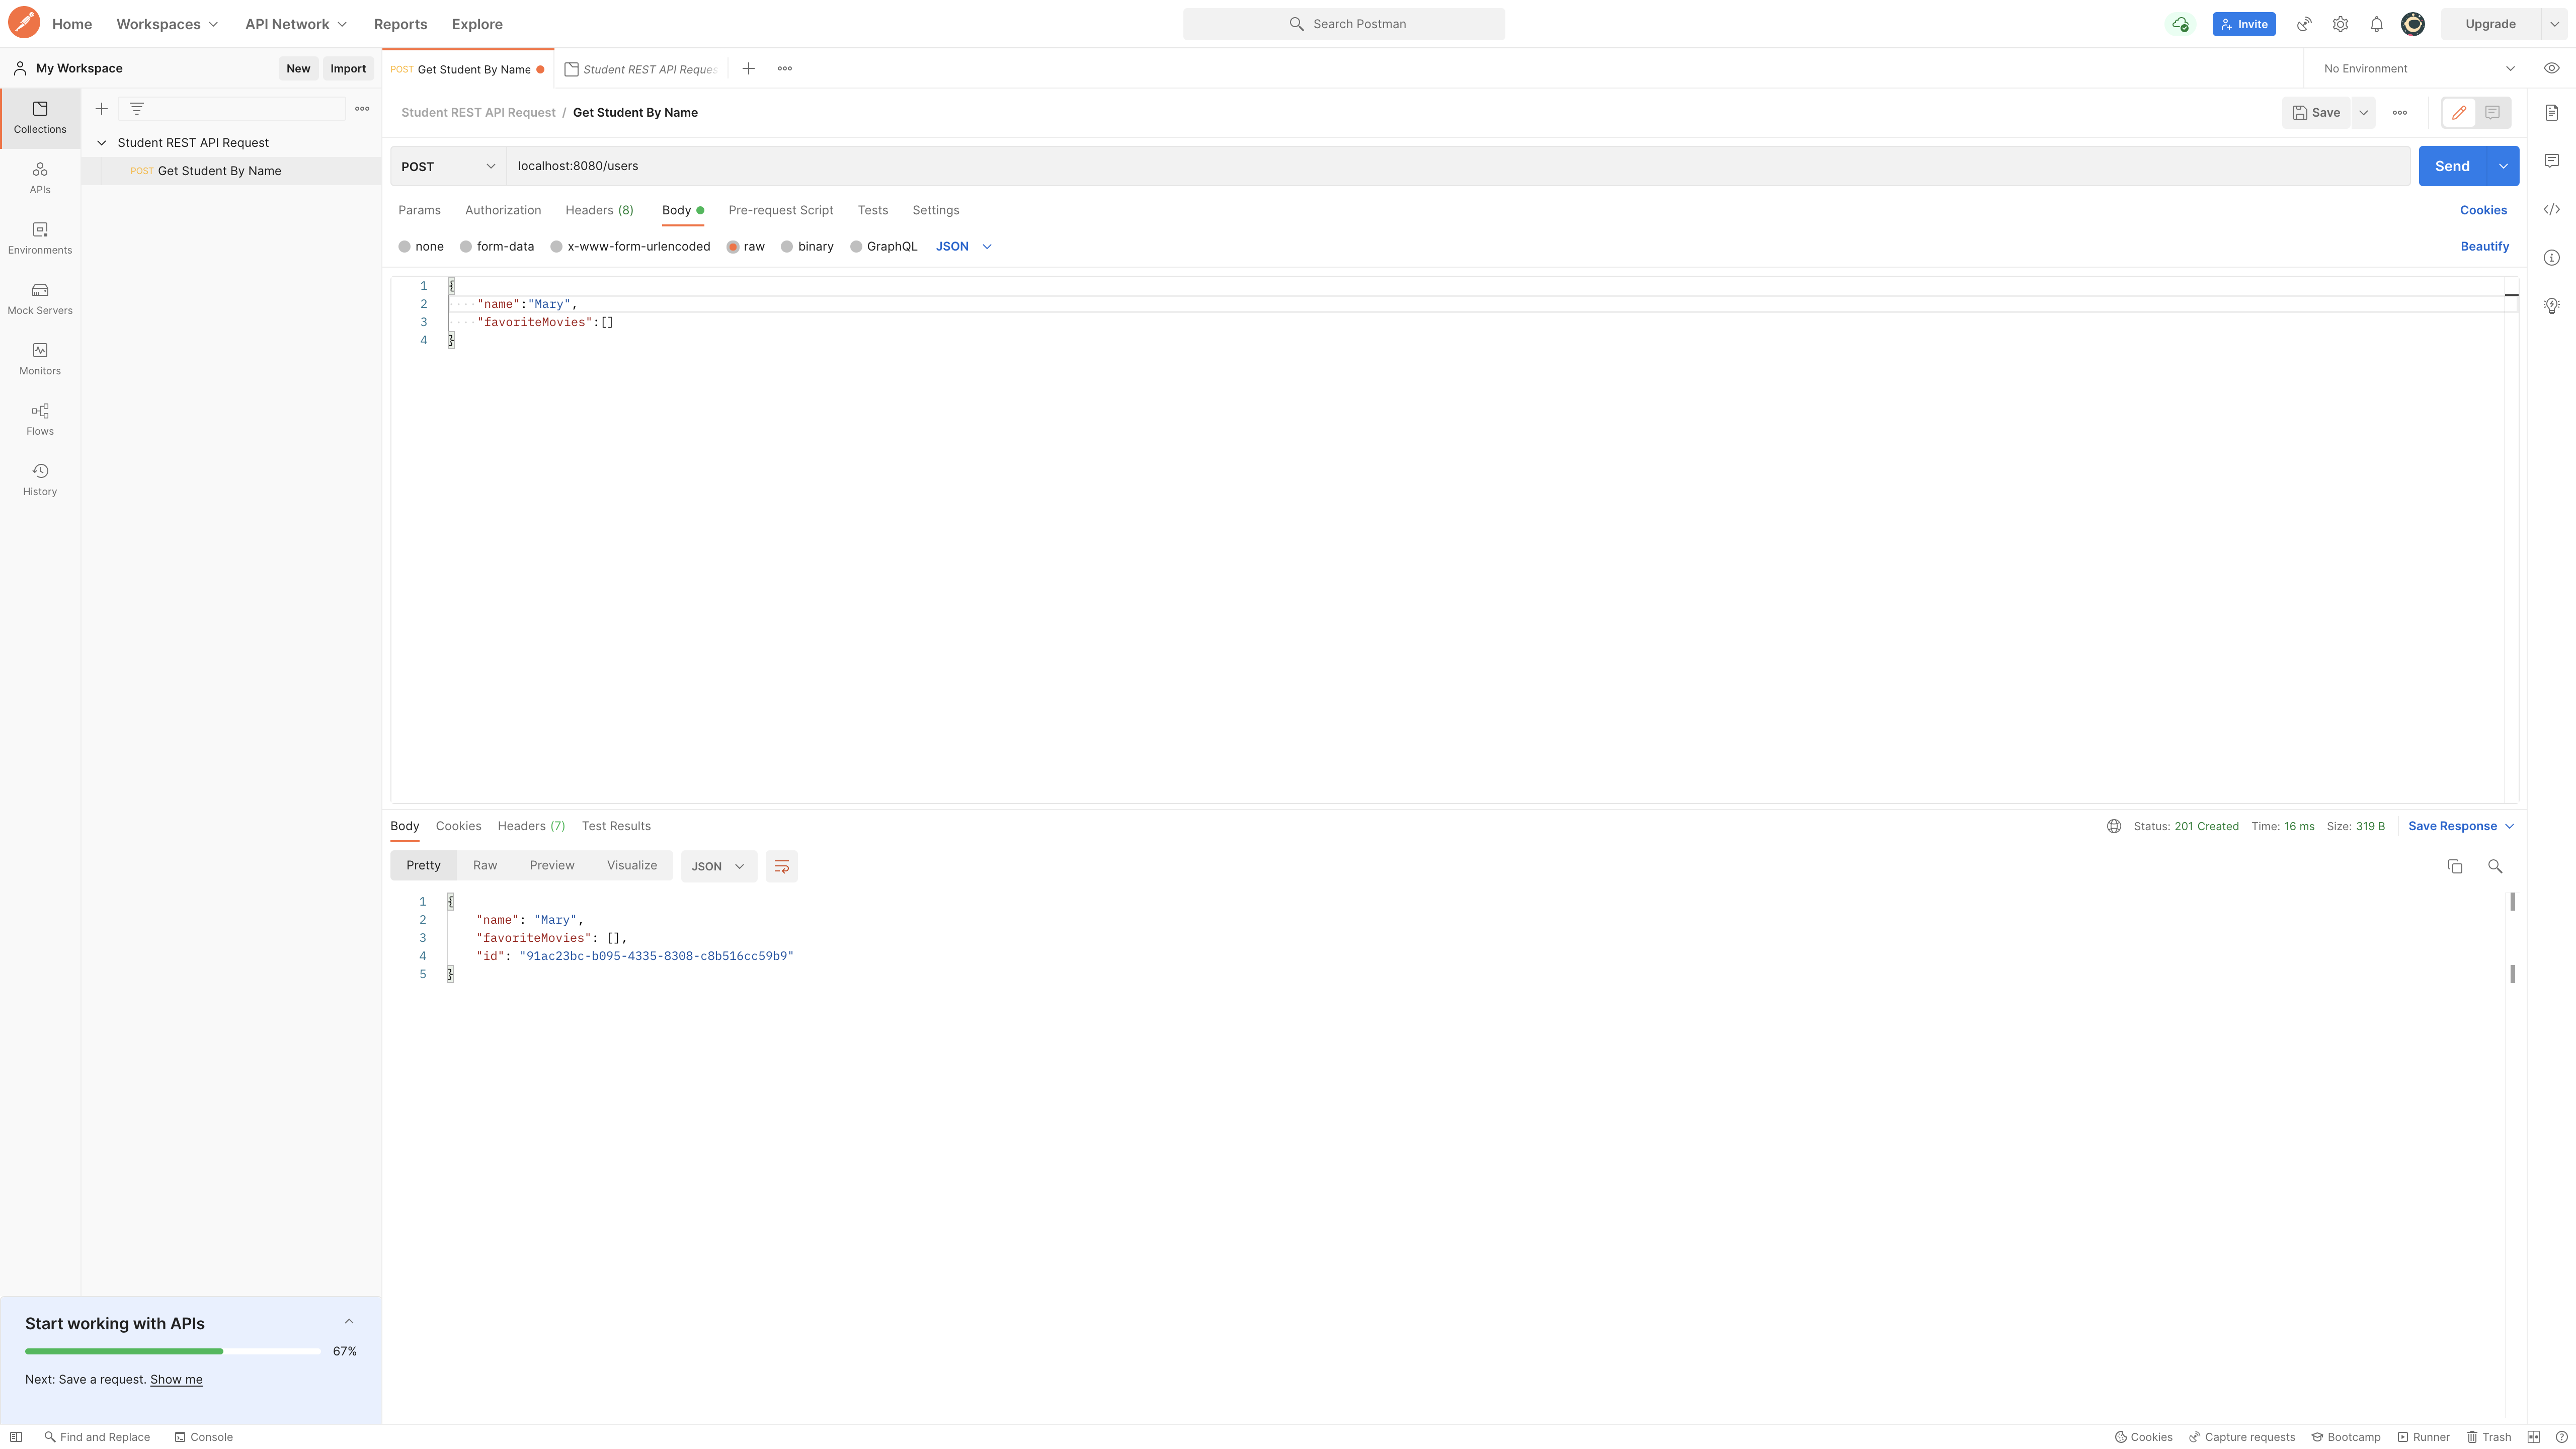 Home Workspaces API Network Reports Explore Search Postman Invite Upgrade
My Workspace New Import POST Get Student By Name Student REST API Reques No Environment
Collections
APIs
Environments
Mock Servers
Monitors
Flows
History
Student REST API Request
POST Get Student By Name
Student REST API Request / Get Student By Name Save
POST localhost:8080/users Send
Params Authorization Headers (8) Body Pre-request Script Tests Settings Cookies
none form-data x-www-form-urlencoded raw binary GraphQL JSON Beautify
1 {
2 "name":"Mary",
3 "favoriteMovies":[]
4 }
Body Cookies Headers (7) Test Results Status: 201 Created Time: 16 ms Size: 319 B Save Response
Pretty Raw Preview Visualize JSON
1 {
2 "name": "Mary",
3 "favoriteMovies": [],
4 "id": "91ac23bc-b095-4335-8308-c8b516cc59b9"
5 }
Start working with APIs
67%
Next: Save a request. Show me
Find and Replace Console Cookies Capture requests Bootcamp Runner Trash